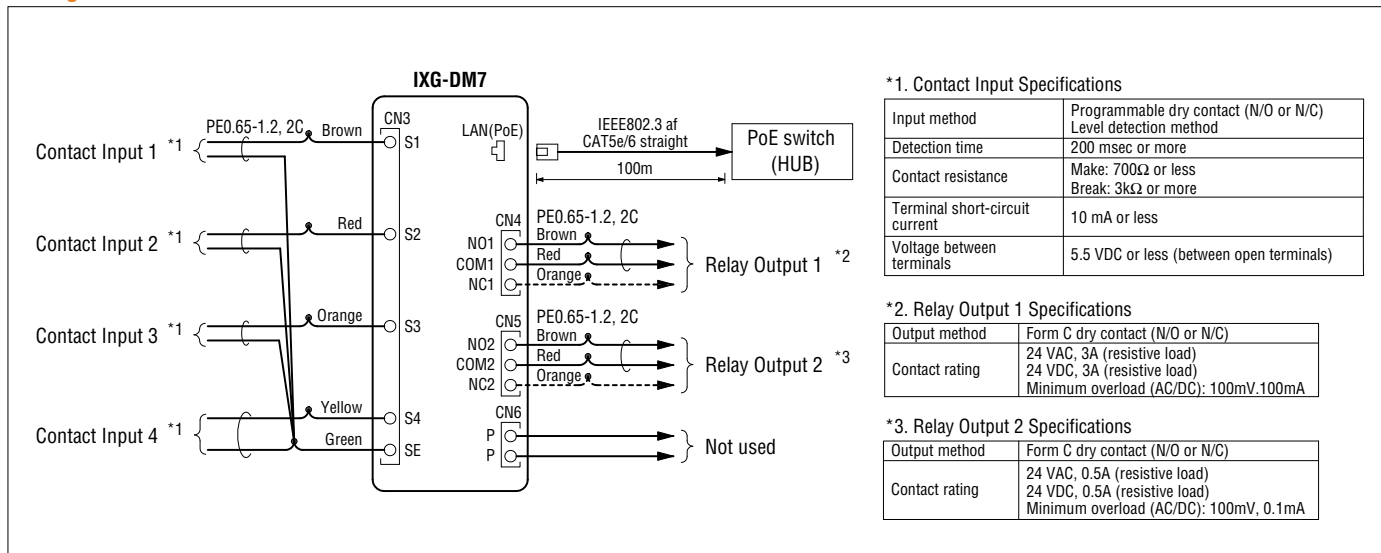 IXG-DM7
CN3
PE0.65-1.2, 2C
Brown
S1
Contact Input 1 *1
Red
S2
Contact Input 2 *1
Orange
S3
Contact Input 3 *1
Yellow
S4
Contact Input 4 *1
Green
SE
LAN(PoE)
IEEE802.3 af
CAT5e/6 straight
100m
PoE switch
(HUB)
CN4
PE0.65-1.2, 2C
NO1
Brown
COM1
Red
NC1
Orange
Relay Output 1 *2
CN5
PE0.65-1.2, 2C
NO2
Brown
COM2
Red
NC2
Orange
Relay Output 2 *3
CN6
P
P
Not used
*1. Contact Input Specifications
Input method
Programmable dry contact (N/O or N/C)
Level detection method
Detection time
200 msec or more
Contact resistance
Make: 700Ω or less
Break: 3kΩ or more
Terminal short-circuit
current
10 mA or less
Voltage between
terminals
5.5 VDC or less (between open terminals)
*2. Relay Output 1 Specifications
Output method
Form C dry contact (N/O or N/C)
Contact rating
24 VAC, 3A (resistive load)
24 VDC, 3A (resistive load)
Minimum overload (AC/DC): 100mV.100mA
*3. Relay Output 2 Specifications
Output method
Form C dry contact (N/O or N/C)
Contact rating
24 VAC, 0.5A (resistive load)
24 VDC, 0.5A (resistive load)
Minimum overload (AC/DC): 100mV, 0.1mA